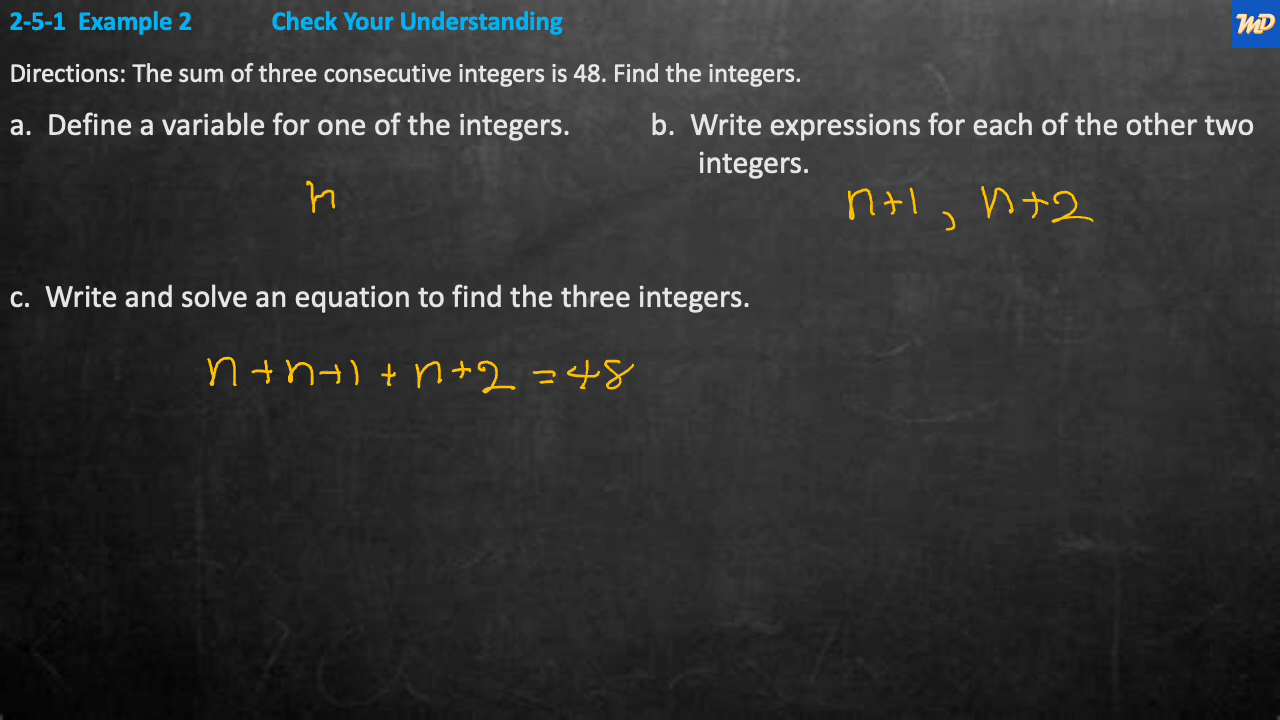 2-5-1 Example 2 Check Your Understanding
MD
Directions: The sum of three consecutive integers is 48. Find the integers.
a. Define a variable for one of the integers.
n
b. Write expressions for each of the other two
integers.
n+1, n+2
c. Write and solve an equation to find the three integers.
n+n+1+n+2=48